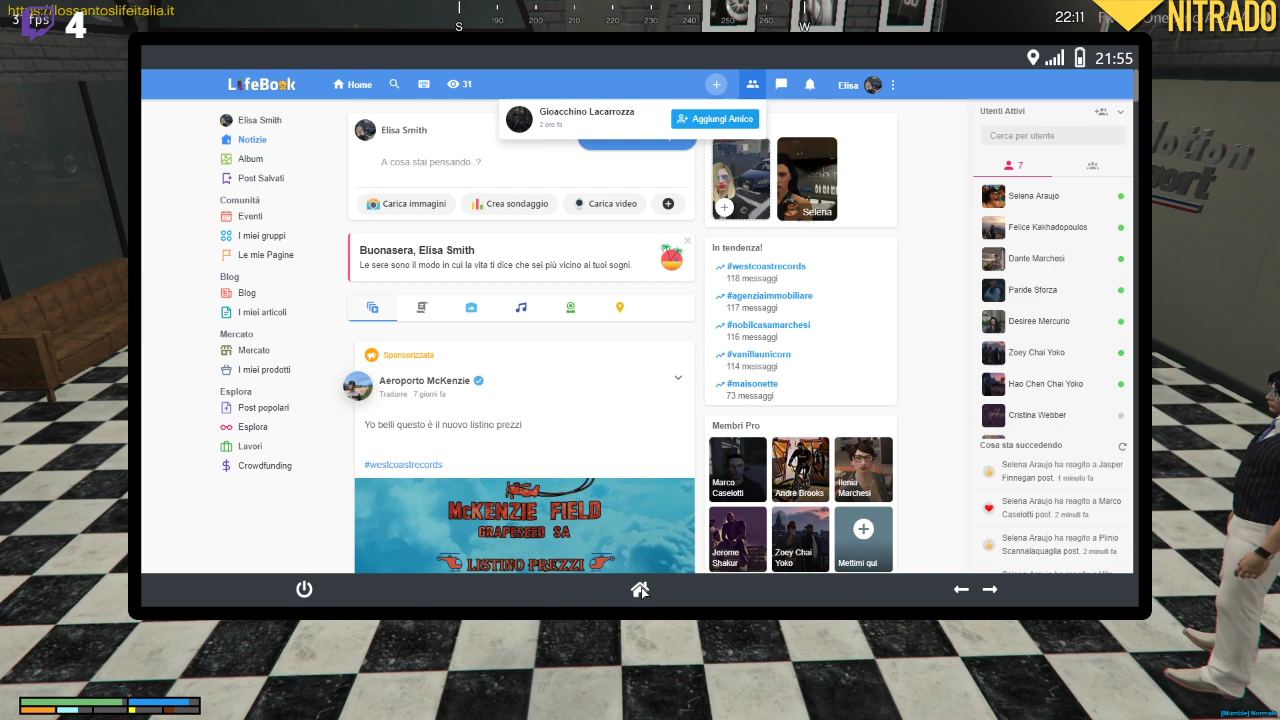 https://lossantoslifeitalia.it
3 fps
4
S
190
200
210
220
230
240
250
260
W
22:11
NITRADO
21:55
LifeBook
Home
31
Elisa
Gioacchino Lacarrozza
2 ore fa
Aggiungi Amico
Elisa Smith
Notizie
Album
Post Salvati
Comunità
Eventi
I miei gruppi
Le mie Pagine
Blog
Blog
I miei articoli
Mercato
Mercato
I miei prodotti
Esplora
Post popolari
Esplora
Lavori
Crowdfunding
Elisa Smith
A cosa stai pensando..?
Carica immagini
Crea sondaggio
Carica video
Buonasera, Elisa Smith
Le sere sono il modo in cui la vita ti dice che sei più vicino ai tuoi sogni.
Sponsorizzata
Aeroporto McKenzie
Tradurre 7 giorni fa
Yo belli questo è il nuovo listino prezzi
#westcoastrecords
McKENZIE FIELD
GRAPESEED SA
LISTINO PREZZI
Selena
In tendenza!
#westcoastrecords
118 messaggi
#agenziaimmobiliare
117 messaggi
#nobilcasamarchesi
116 messaggi
#vanillaunicorn
114 messaggi
#maisonette
73 messaggi
Membri Pro
Marco
Caselotti
Andre Brooks
Ilenia
Marchesi
Jerome
Shakur
Zoey Chai
Yoko
Mettimi qui
Utenti Attivi
Cerca per utente
7
Selena Araujo
Felice Kakhadopoulos
Dante Marchesi
Paride Sforza
Desiree Mercurio
Zoey Chai Yoko
Hao Chen Chai Yoko
Cristina Webber
Cosa sta succedendo
Selena Araujo ha reagito a Jasper
Finnegan post. 1 minuto fa
Selena Araujo ha reagito a Marco
Caselotti post. 2 minuti fa
Selena Araujo ha reagito a Plinio
Scannalaquaglia post. 2 minuti fa
[Mumble] Normale